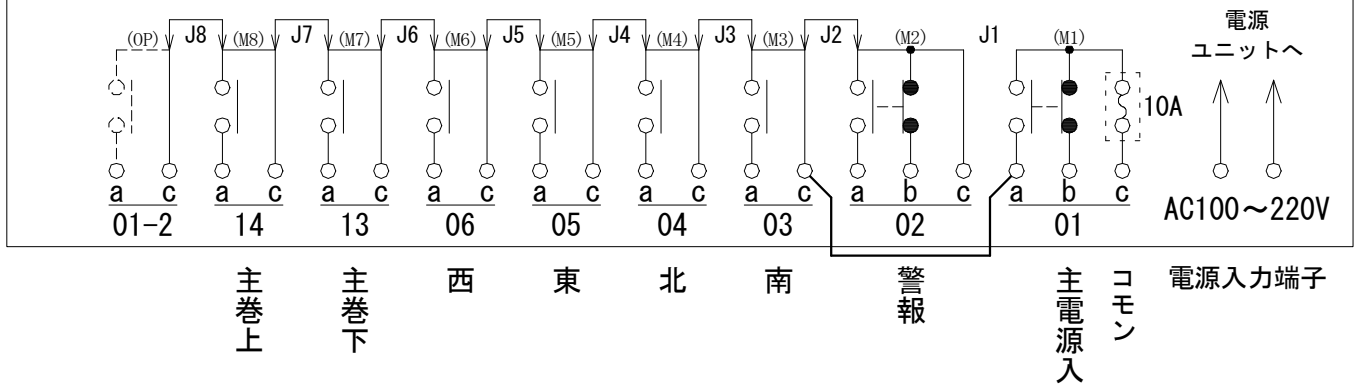 (OP) J8 (M8) J7 (M7) J6 (M6) J5 (M5) J4 (M4) J3 (M3) J2 (M2) J1 (M1)
電源
ユニットへ
10A
a c a c a c a c a c a c a c a b c a b c
01-2 14 13 06 05 04 03 02 01 AC100～220V
主巻上
主巻下
西
東
北
南
警報
主電源入
コモン
電源入力端子